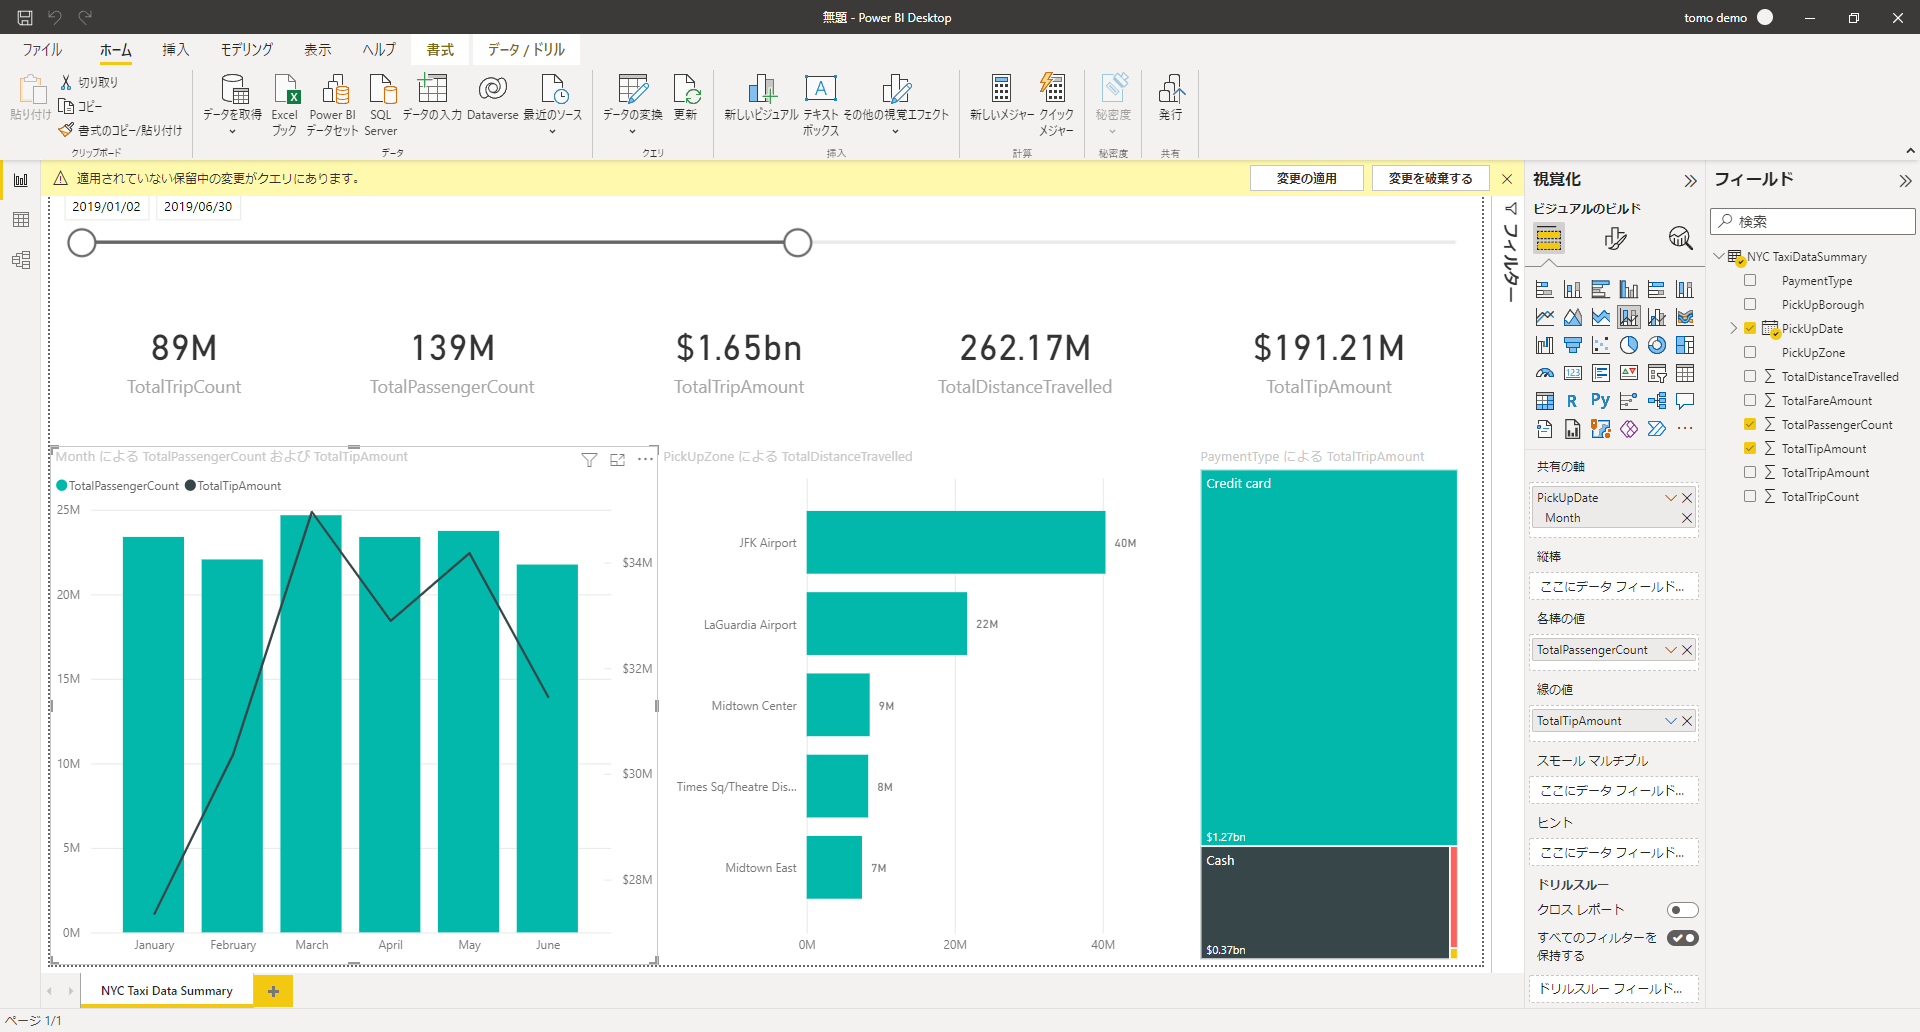 無題 - Power BI Desktop
tomo demo
ファイル ホーム 挿入 モデリング 表示 ヘルプ 書式 データ / ドリル
貼り付け
切り取り
コピー
書式のコピー/貼り付け
クリップボード
データを取得
Excel
ブック
Power BI
データセット
SQL
Server
データの入力
Dataverse
最近のソース
データ
データの変換
更新
クエリ
新しいビジュアル
テキスト
ボックス
その他の視覚エフェクト
挿入
新しいメジャー
クイック
メジャー
計算
秘密度
秘密度
発行
共有
適用されていない保留中の変更がクエリにあります。
変更の適用
変更を破棄する
2019/01/02
2019/06/30
89M
TotalTripCount
139M
TotalPassengerCount
$1.65bn
TotalTripAmount
262.17M
TotalDistanceTravelled
$191.21M
TotalTipAmount
Month による TotalPassengerCount および TotalTipAmount
TotalPassengerCount
TotalTipAmount
25M
20M
15M
10M
5M
0M
$34M
$32M
$30M
$28M
January
February
March
April
May
June
PickUpZone による TotalDistanceTravelled
JFK Airport
40M
LaGuardia Airport
22M
Midtown Center
9M
Times Sq/Theatre Dis...
8M
Midtown East
7M
0M
20M
40M
PaymentType による TotalTripAmount
Credit card
$1.27bn
Cash
$0.37bn
フィルター
視覚化
ビジュアルのビルド
123
R
Py
共有の軸
PickUpDate
Month
縦棒
ここにデータ フィールド...
各棒の値
TotalPassengerCount
線の値
TotalTipAmount
スモール マルチプル
ここにデータ フィールド...
ヒント
ここにデータ フィールド...
ドリルスルー
クロス レポート
すべてのフィルターを
保持する
ドリルスルー フィールド...
フィールド
検索
NYC TaxiDataSummary
PaymentType
PickUpBorough
PickUpDate
PickUpZone
TotalDistanceTravelled
TotalFareAmount
TotalPassengerCount
TotalTipAmount
TotalTripAmount
TotalTripCount
NYC Taxi Data Summary
ページ 1/1